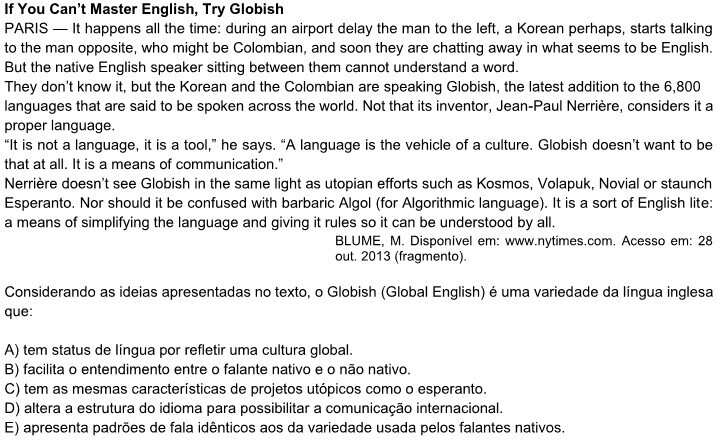 If You Can’t Master English, Try Globish
PARIS — It happens all the time: during an airport delay the man to the left, a Korean perhaps, starts talking
to the man opposite, who might be Colombian, and soon they are chatting away in what seems to be English.
But the native English speaker sitting between them cannot understand a word.
They don’t know it, but the Korean and the Colombian are speaking Globish, the latest addition to the 6,800
languages that are said to be spoken across the world. Not that its inventor, Jean-Paul Nerrière, considers it a
proper language.
“It is not a language, it is a tool,” he says. “A language is the vehicle of a culture. Globish doesn’t want to be
that at all. It is a means of communication.”
Nerrière doesn’t see Globish in the same light as utopian efforts such as Kosmos, Volapuk, Novial or staunch
Esperanto. Nor should it be confused with barbaric Algol (for Algorithmic language). It is a sort of English lite:
a means of simplifying the language and giving it rules so it can be understood by all.
BLUME, M. Disponível em: www.nytimes.com. Acesso em: 28
out. 2013 (fragmento).
Considerando as ideias apresentadas no texto, o Globish (Global English) é uma variedade da língua inglesa
que:
A) tem status de língua por refletir uma cultura global.
B) facilita o entendimento entre o falante nativo e o não nativo.
C) tem as mesmas características de projetos utópicos como o esperanto.
D) altera a estrutura do idioma para possibilitar a comunicação internacional.
E) apresenta padrões de fala idênticos aos da variedade usada pelos falantes nativos.